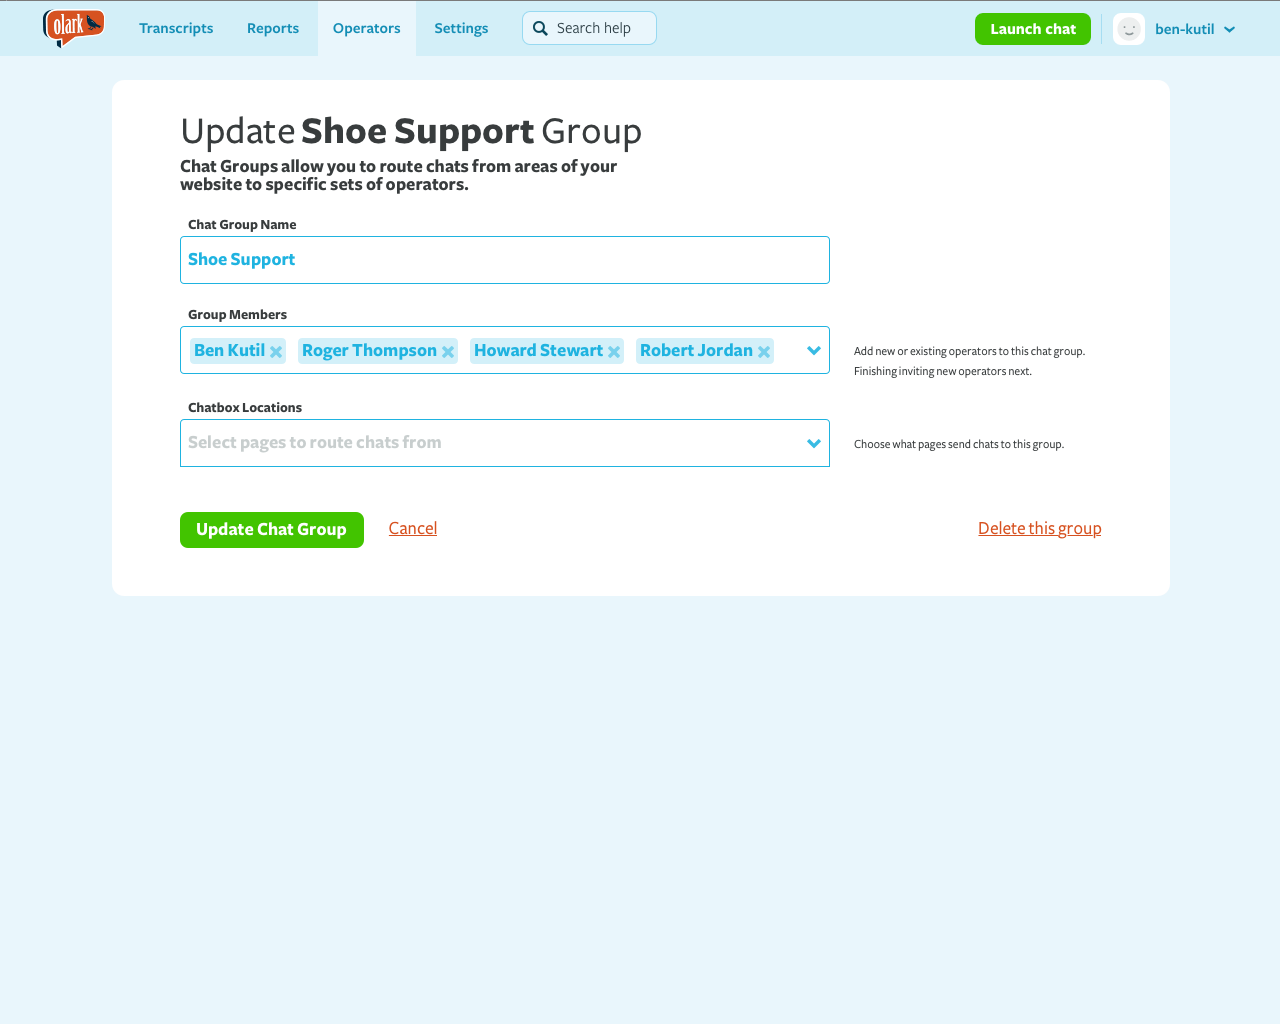 olark
Transcripts
Reports
Operators
Settings
Search help
Launch chat
ben-kutil
Update Shoe Support Group
Chat Groups allow you to route chats from areas of your
website to specific sets of operators.
Chat Group Name
Shoe Support
Group Members
Ben Kutil
Roger Thompson
Howard Stewart
Robert Jordan
Add new or existing operators to this chat group.
Finishing inviting new operators next.
Chatbox Locations
Select pages to route chats from
Choose what pages send chats to this group.
Update Chat Group
Cancel
Delete this group